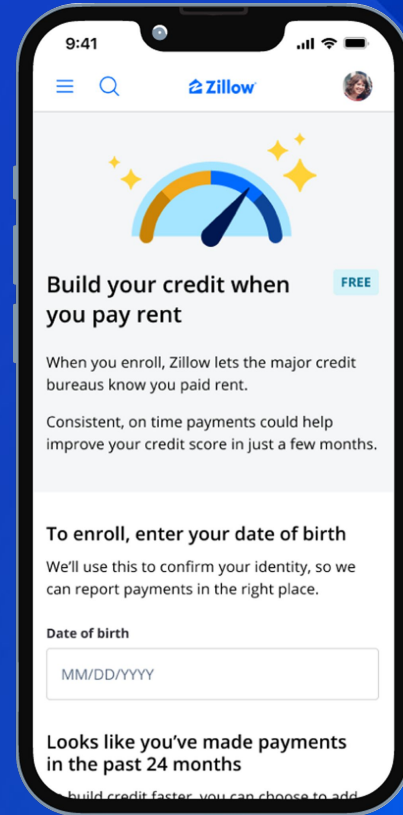 9:41
Zillow
Build your credit when
FREE
you pay rent
When you enroll, Zillow lets the major credit
bureaus know you paid rent.
Consistent, on time payments could help
improve your credit score in just a few months.
To enroll, enter your date of birth
We'll use this to confirm your identity, so we
can report payments in the right place.
Date of birth
MM/DD/YYYY
Looks like you've made payments
in the past 24 months
build credit faster, you can choose to add